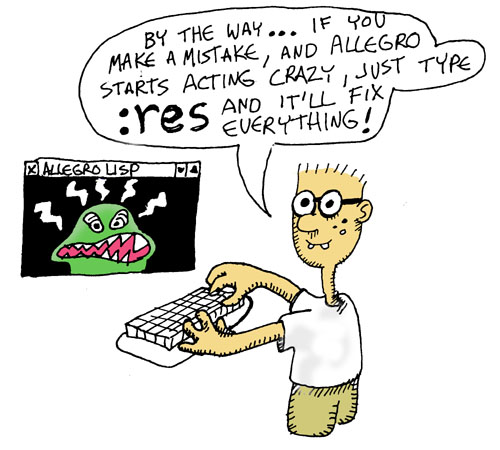 BY THE WAY... IF YOU
MAKE A MISTAKE, AND ALLEGRO
STARTS ACTING CRAZY, JUST TYPE
:res AND IT'LL FIX
EVERYTHING!
X ALLEGRO LISP